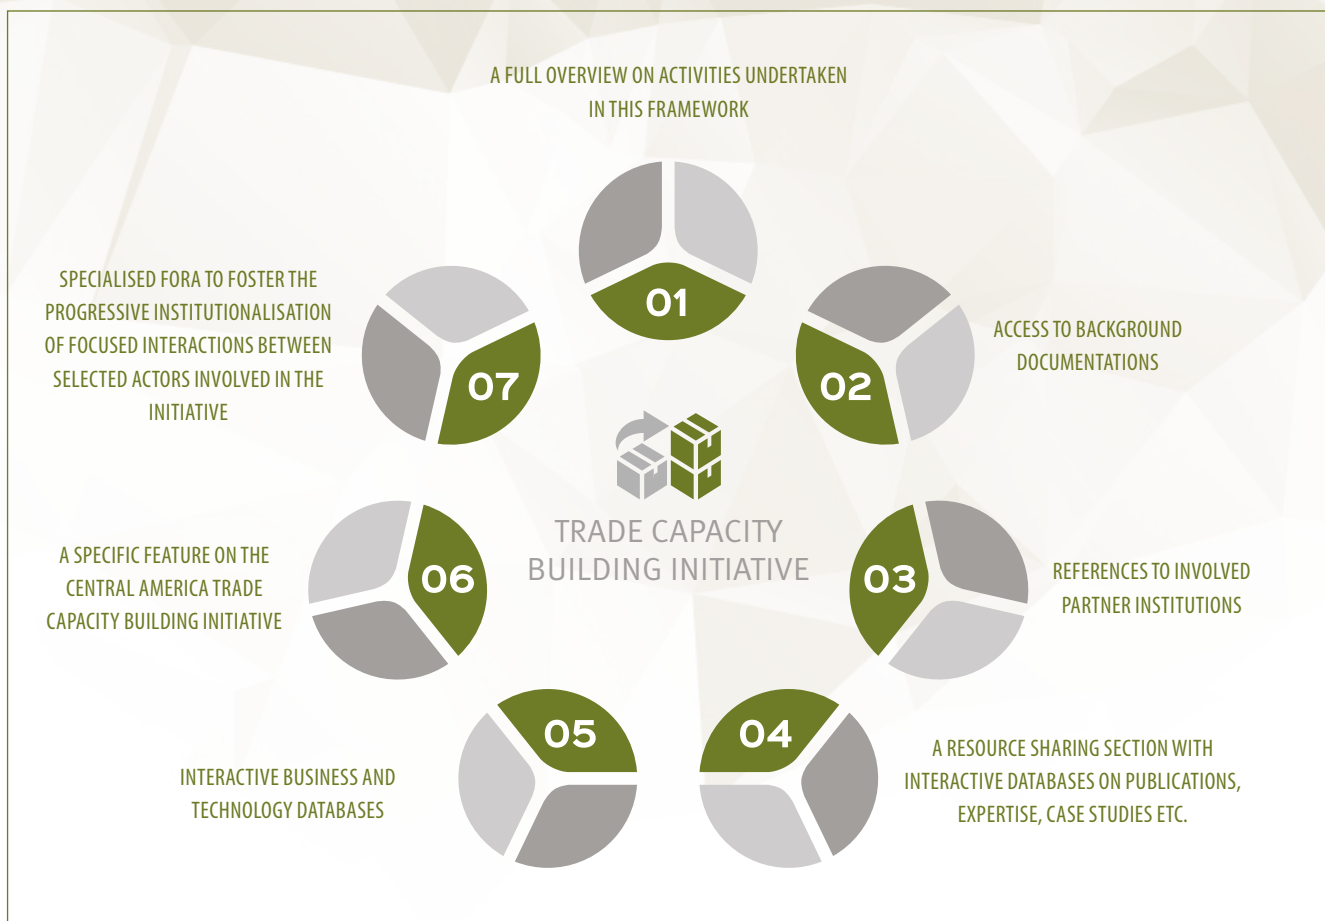 A FULL OVERVIEW ON ACTIVITIES UNDERTAKEN
IN THIS FRAMEWORK
01
ACCESS TO BACKGROUND
DOCUMENTATIONS
02
REFERENCES TO INVOLVED
PARTNER INSTITUTIONS
03
A RESOURCE SHARING SECTION WITH
INTERACTIVE DATABASES ON PUBLICATIONS,
EXPERTISE, CASE STUDIES ETC.
04
INTERACTIVE BUSINESS AND
TECHNOLOGY DATABASES
05
A SPECIFIC FEATURE ON THE
CENTRAL AMERICA TRADE
CAPACITY BUILDING INITIATIVE
06
SPECIALISED FORA TO FOSTER THE
PROGRESSIVE INSTITUTIONALISATION
OF FOCUSED INTERACTIONS BETWEEN
SELECTED ACTORS INVOLVED IN THE
INITIATIVE
07
TRADE CAPACITY
BUILDING INITIATIVE